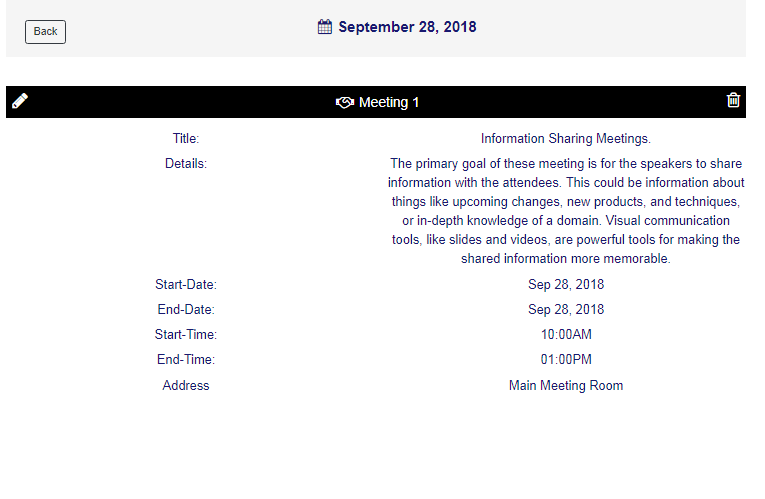 Back
September 28, 2018
Meeting 1
Title:
Information Sharing Meetings.
Details:
The primary goal of these meeting is for the speakers to share
information with the attendees. This could be information about
things like upcoming changes, new products, and techniques,
or in-depth knowledge of a domain. Visual communication
tools, like slides and videos, are powerful tools for making the
shared information more memorable.
Start-Date:
Sep 28, 2018
End-Date:
Sep 28, 2018
Start-Time:
10:00AM
End-Time:
01:00PM
Address
Main Meeting Room